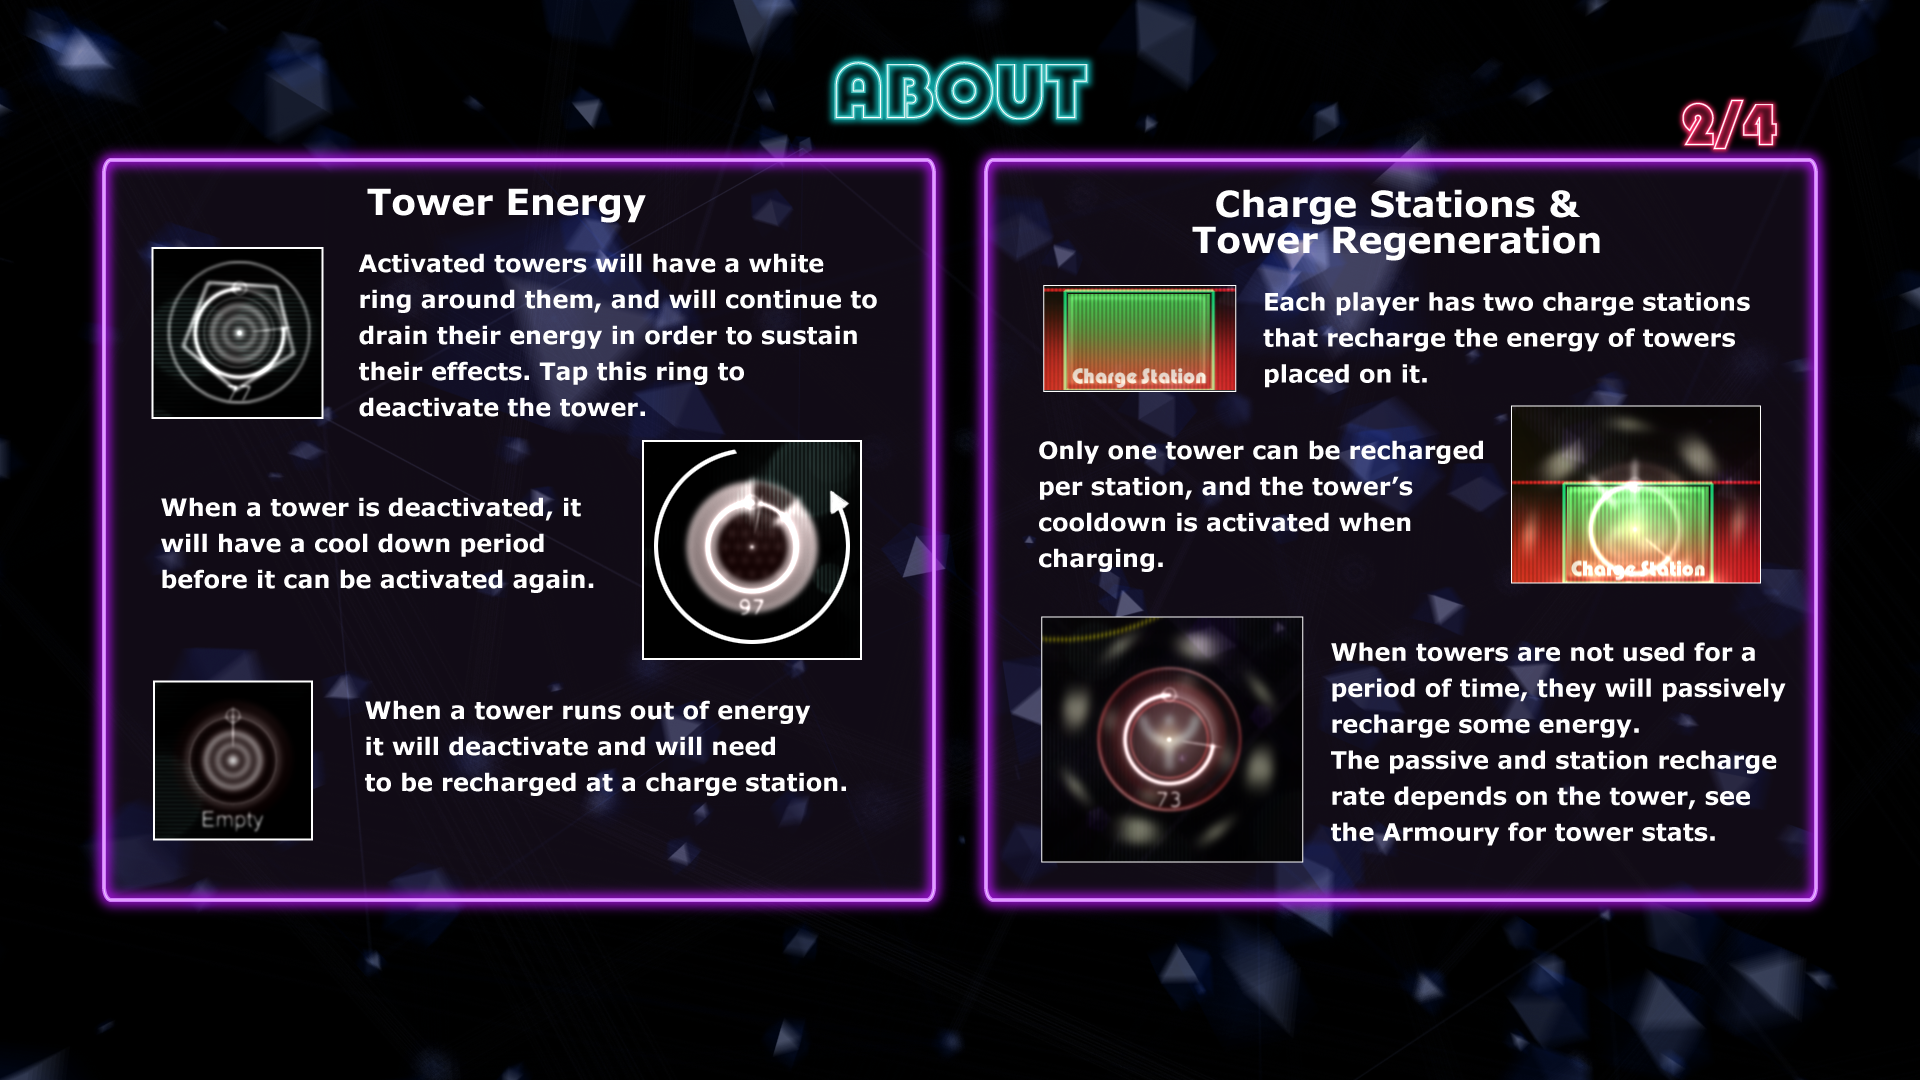 ABOUT
2/4
Tower Energy
Activated towers will have a white
ring around them, and will continue to
drain their energy in order to sustain
their effects. Tap this ring to
deactivate the tower.
When a tower is deactivated, it
will have a cool down period
before it can be activated again.
97
When a tower runs out of energy
it will deactivate and will need
to be recharged at a charge station.
Empty
Charge Stations &
Tower Regeneration
Charge Station
Each player has two charge stations
that recharge the energy of towers
placed on it.
Only one tower can be recharged
per station, and the tower’s
cooldown is activated when
charging.
Charge Station
73
When towers are not used for a
period of time, they will passively
recharge some energy.
The passive and station recharge
rate depends on the tower, see
the Armoury for tower stats.